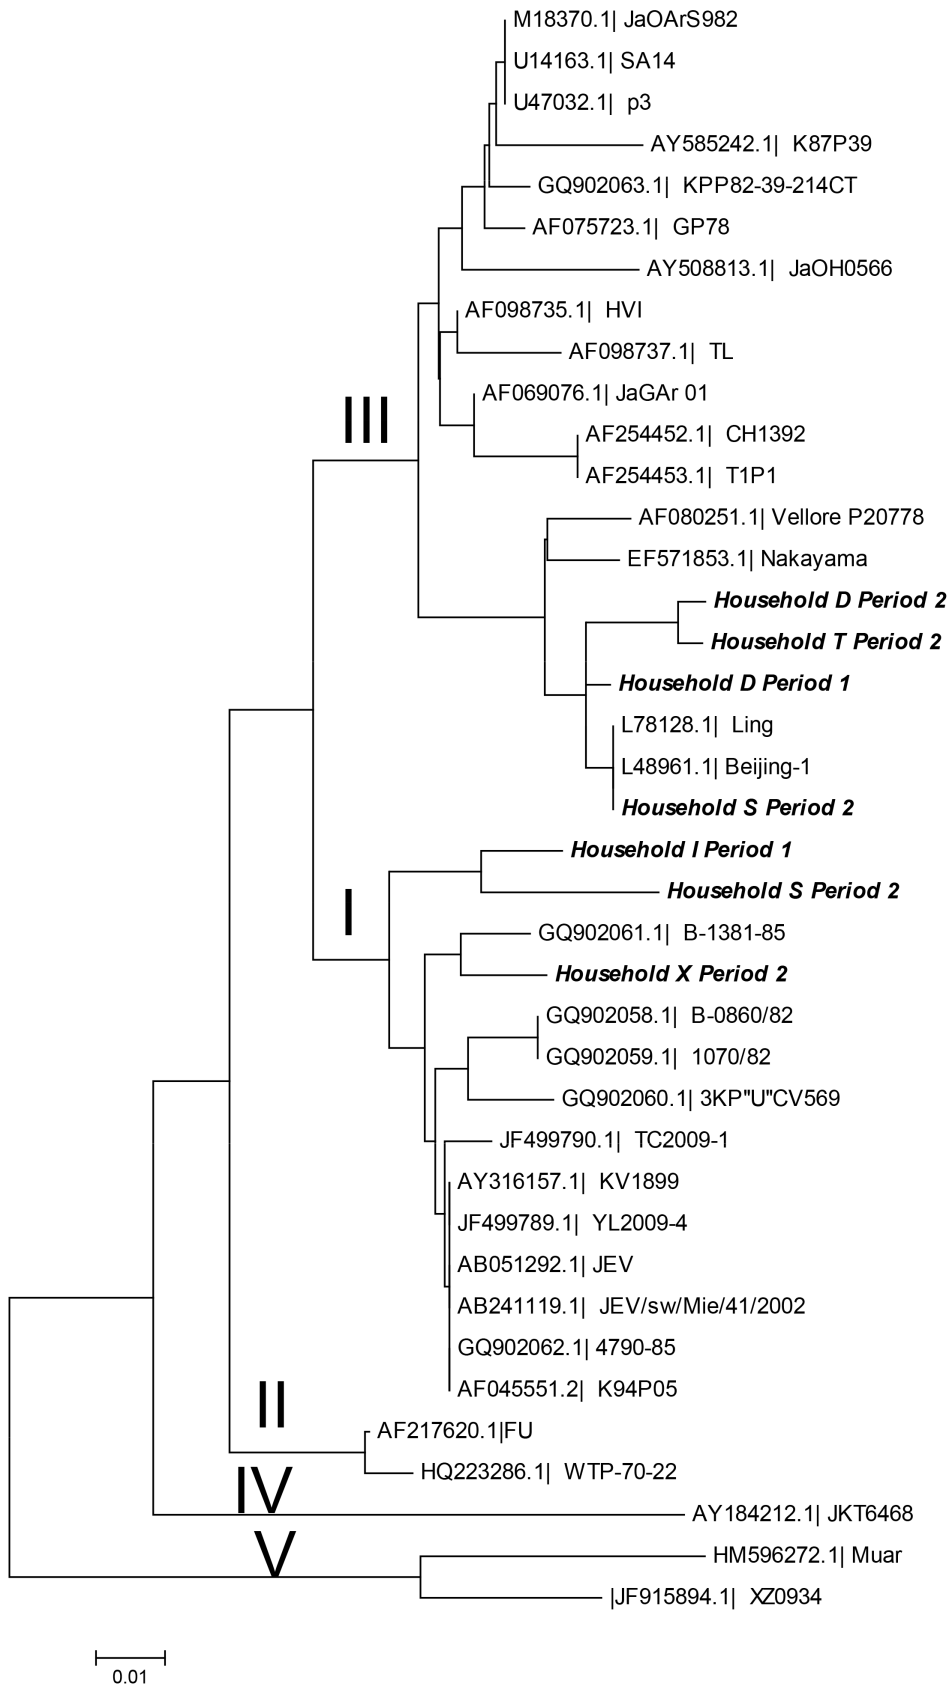 M18370.1| JaOArS982
U14163.1| SA14
U47032.1| p3
AY585242.1| K87P39
GQ902063.1| KPP82-39-214CT
AF075723.1| GP78
AY508813.1| JaOH0566
AF098735.1| HVI
AF098737.1| TL
III
AF069076.1| JaGAr 01
AF254452.1| CH1392
AF254453.1| T1P1
AF080251.1| Vellore P20778
EF571853.1| Nakayama
Household D Period 2
Household T Period 2
Household D Period 1
L78128.1| Ling
L48961.1| Beijing-1
Household S Period 2
Household I Period 1
Household S Period 2
I
GQ902061.1| B-1381-85
Household X Period 2
GQ902058.1| B-0860/82
GQ902059.1| 1070/82
GQ902060.1| 3KP"U"CV569
JF499790.1| TC2009-1
AY316157.1| KV1899
JF499789.1| YL2009-4
AB051292.1| JEV
AB241119.1| JEV/sw/Mie/41/2002
GQ902062.1| 4790-85
AF045551.2| K94P05
II
AF217620.1|FU
HQ223286.1| WTP-70-22
IV
AY184212.1| JKT6468
V
HM596272.1| Muar
|JF915894.1| XZ0934
0.01